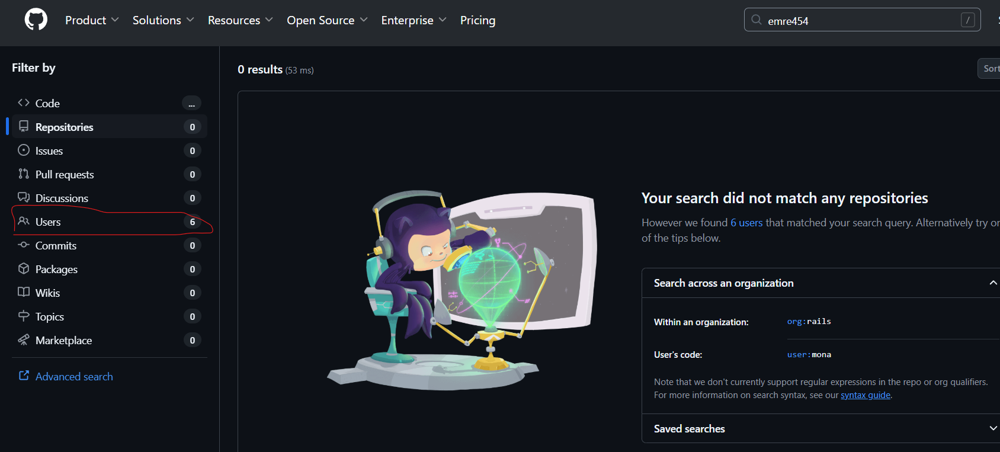 Product Solutions Resources Open Source Enterprise Pricing emre454 /
Filter by
Code ...
Repositories 0
Issues 0
Pull requests 0
Discussions 0
Users 6
Commits 0
Packages 0
Wikis 0
Topics 0
Marketplace 0
Advanced search
0 results (53 ms)
Sort
Your search did not match any repositories
However we found 6 users that matched your search query. Alternatively try
of the tips below.
Search across an organization
Within an organization: org:rails
User's code: user:mona
Note that we don't currently support regular expressions in the repo or org qualifiers.
For more information on search syntax, see our syntax guide.
Saved searches